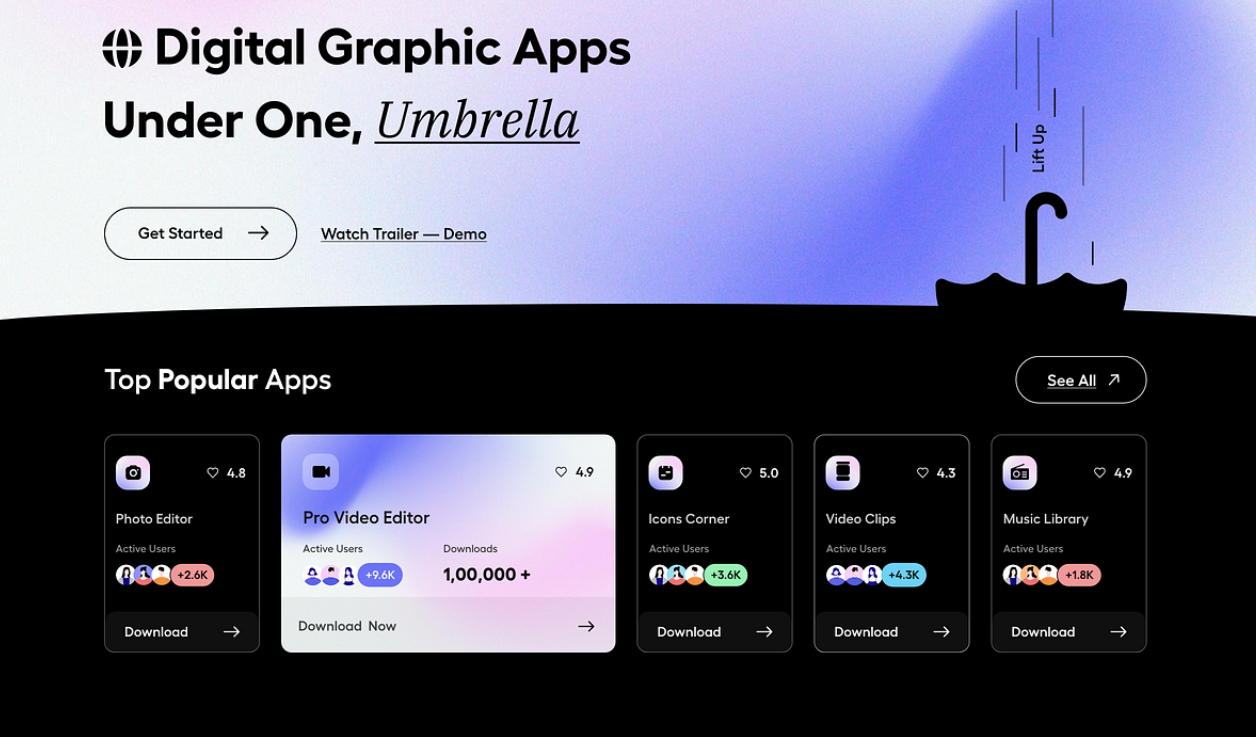 Digital Graphic Apps
Under One, Umbrella
Lift Up
Get Started
Watch Trailer — Demo
Top Popular Apps
See All
4.8
Photo Editor
Active Users
+2.6K
Download
4.9
Pro Video Editor
Active Users
Downloads
+9.6K
1,00,000 +
Download Now
5.0
Icons Corner
Active Users
+3.6K
Download
4.3
Video Clips
Active Users
+4.3K
Download
4.9
Music Library
Active Users
+1.8K
Download